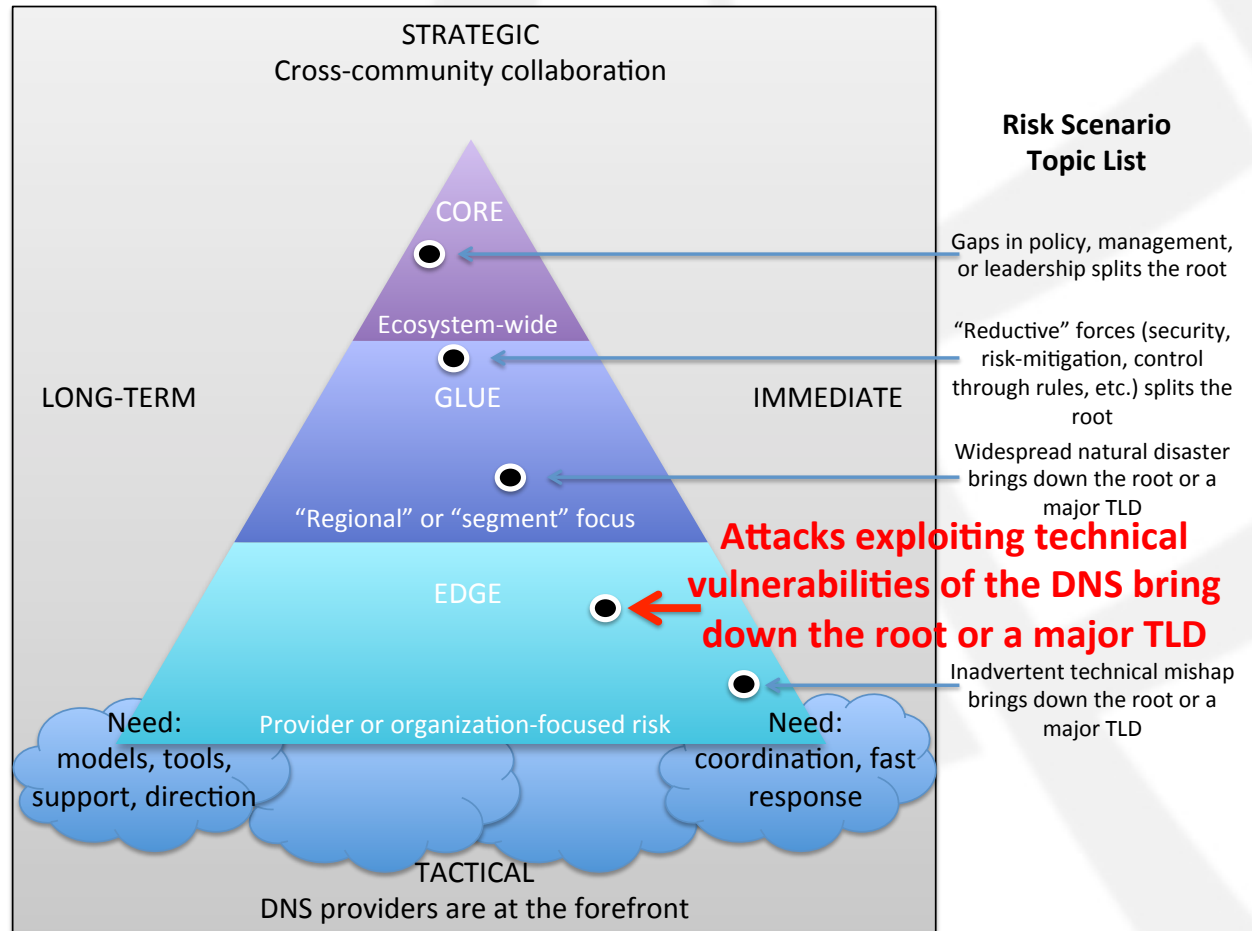 STRATEGIC
Cross-community collaboration
Risk Scenario
Topic List
CORE
Gaps in policy, management,
or leadership splits the root
Ecosystem-wide
“Reductive” forces (security,
risk-mitigation, control
through rules, etc.) splits the
root
LONG-TERM
GLUE
IMMEDIATE
Widespread natural disaster
brings down the root or a
major TLD
“Regional” or “segment” focus
Attacks exploiting technical
vulnerabilities of the DNS bring
down the root or a major TLD
EDGE
Inadvertent technical mishap
brings down the root or a
major TLD
Provider or organization-focused risk
Need:
models, tools,
support, direction
Need:
coordination, fast
response
TACTICAL
DNS providers are at the forefront